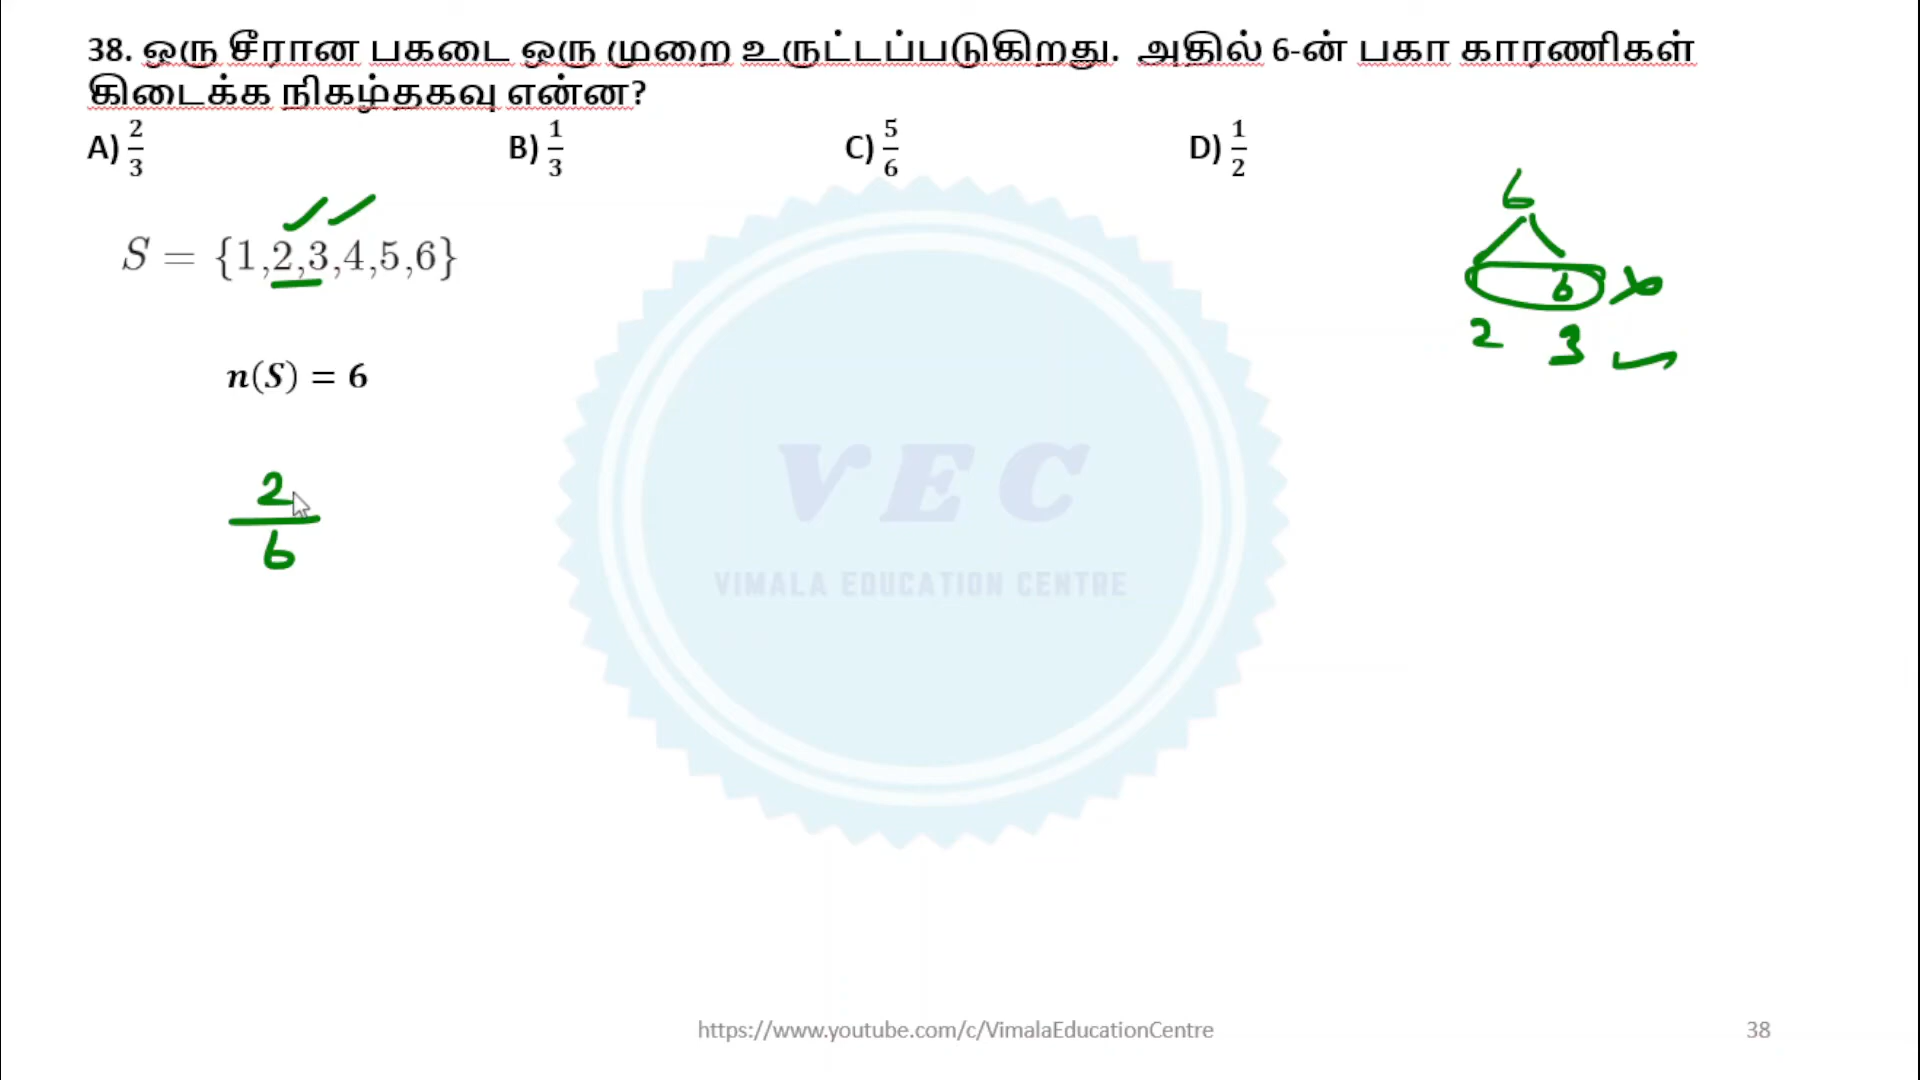 38. ஒரு சீரான பகடை ஒரு முறை உருட்டப்படுகிறது. அதில் 6-ன் பகா காரணிகள்
கிடைக்க நிகழ்தகவு என்ன?
A) 2/3 B) 1/3 C) 5/6 D) 1/2
6
S = {1,2,3,4,5,6}
6
2 3
n(S) = 6
2
6
VEC
VIMALA EDUCATION CENTRE
https://www.youtube.com/c/VimalaEducationCentre 38